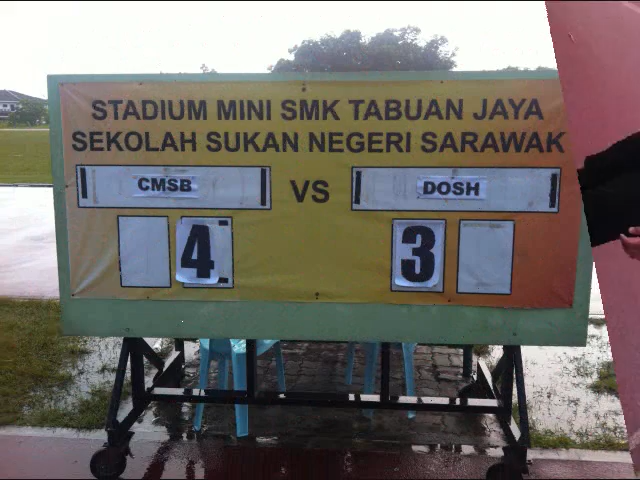 STADIUM MINI SMK TABUAN JAYA
SEKOLAH SUKAN NEGERI SARAWAK
CMSB VS DOSH
4 3